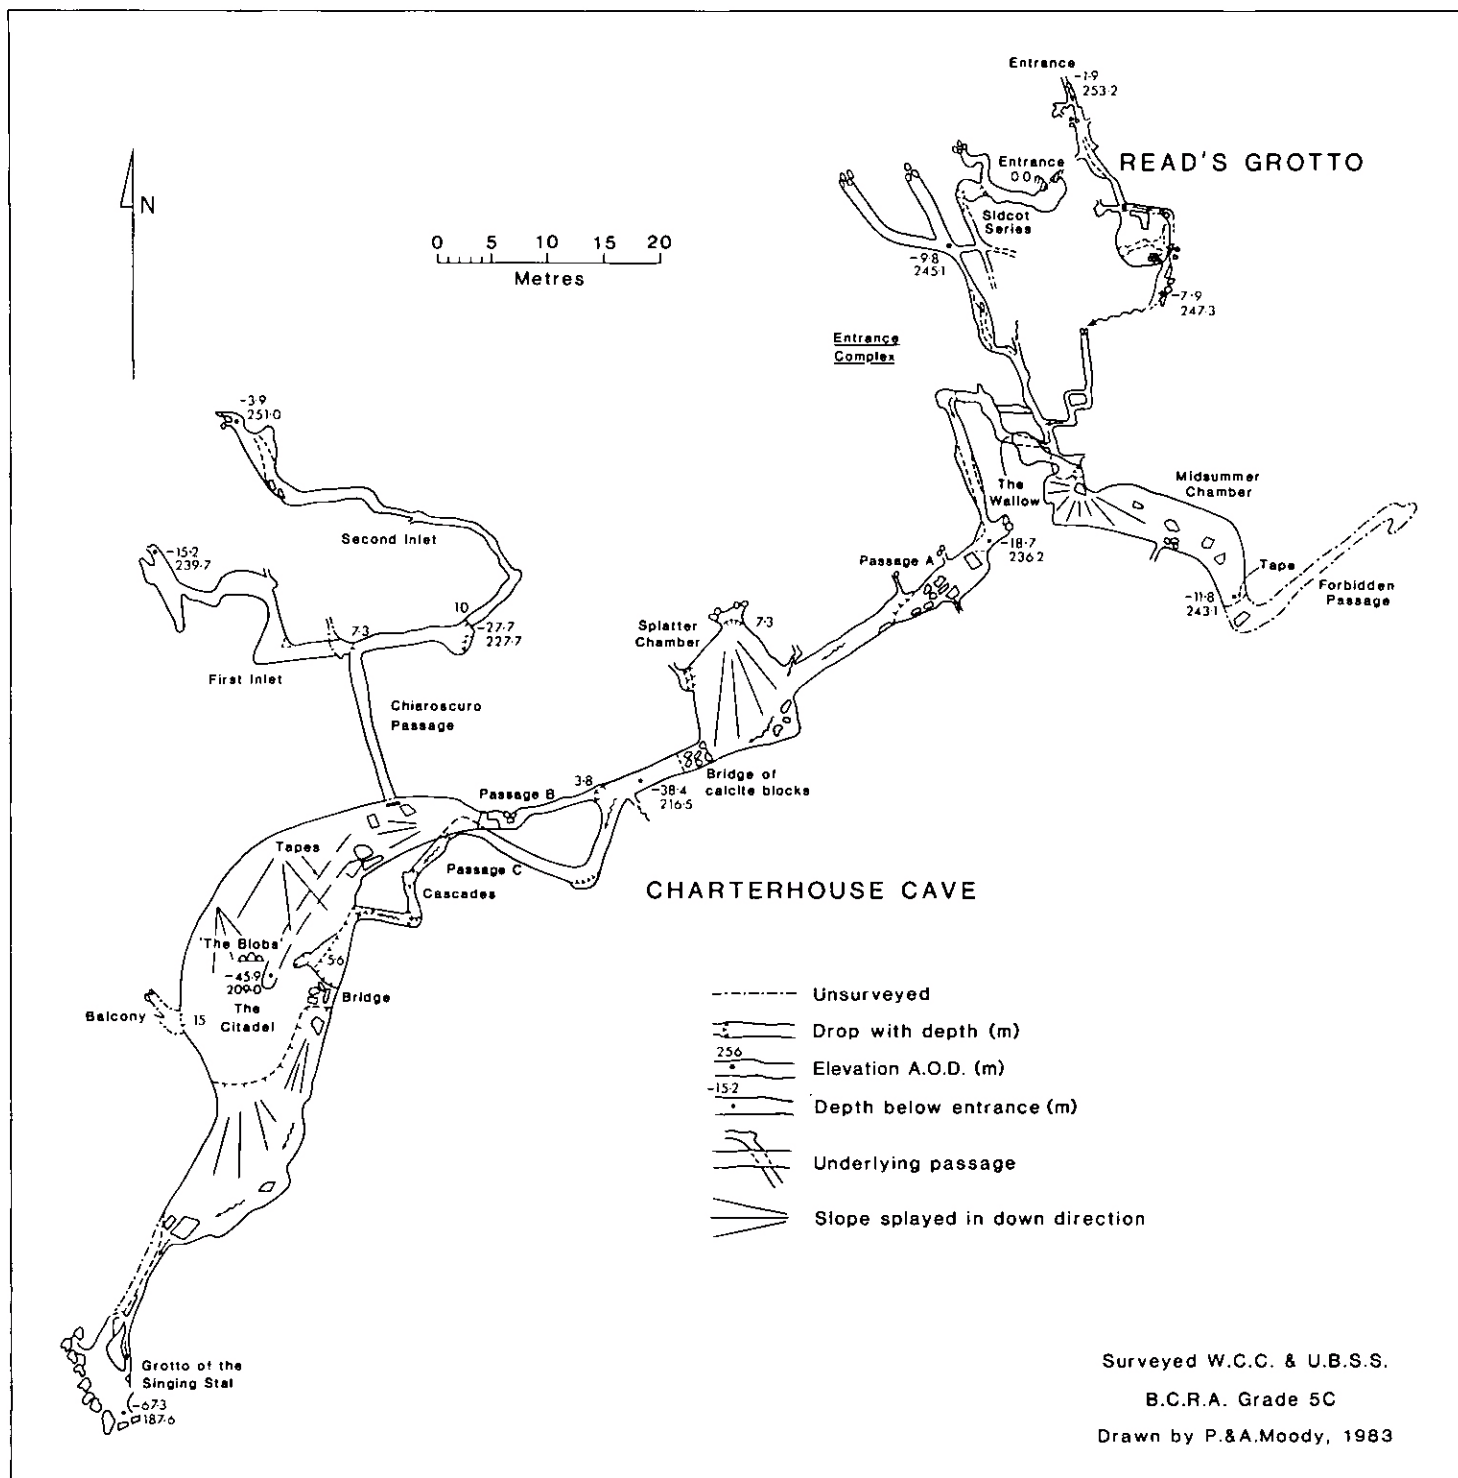 Entrance
-1·9
253·2
READ'S GROTTO
Entrance
0·0m
Sidcot
Series
N
0 5 10 15 20
Metres
-9·8
245·1
-7·9
247·3
Entrance
Complex
-3·9
251·0
Midsummer
Chamber
The
Wallow
Second Inlet
-18·7
236·2
-15·2
239·7
Passage A
Tape
Forbidden
Passage
-11·8
243·1
10
-27·7
227·7
7·3
Splatter
Chamber
7·3
First Inlet
Chiaroscuro
Passage
Bridge of
calcite blocks
3·8
-38·4
216·5
Passage B
Tapes
Passage C
Cascades
CHARTERHOUSE CAVE
'The Blobs'
5·6
-45·9
209·0
The
Citadel
Bridge
Balcony
15
Unsurveyed
Drop with depth (m)
256
Elevation A.O.D. (m)
-15·2
Depth below entrance (m)
Underlying passage
Slope splayed in down direction
Grotto of the
Singing Stal
-67·3
187·6
Surveyed W.C.C. & U.B.S.S.
B.C.R.A. Grade 5C
Drawn by P.&A.Moody, 1983